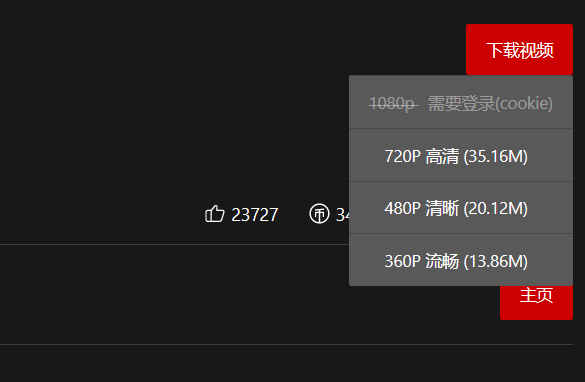 下载视频
1080p 需要登录(cookie)
720P 高清 (35.16M)
480P 清晰 (20.12M)
23727 34
360P 流畅 (13.86M)
主页